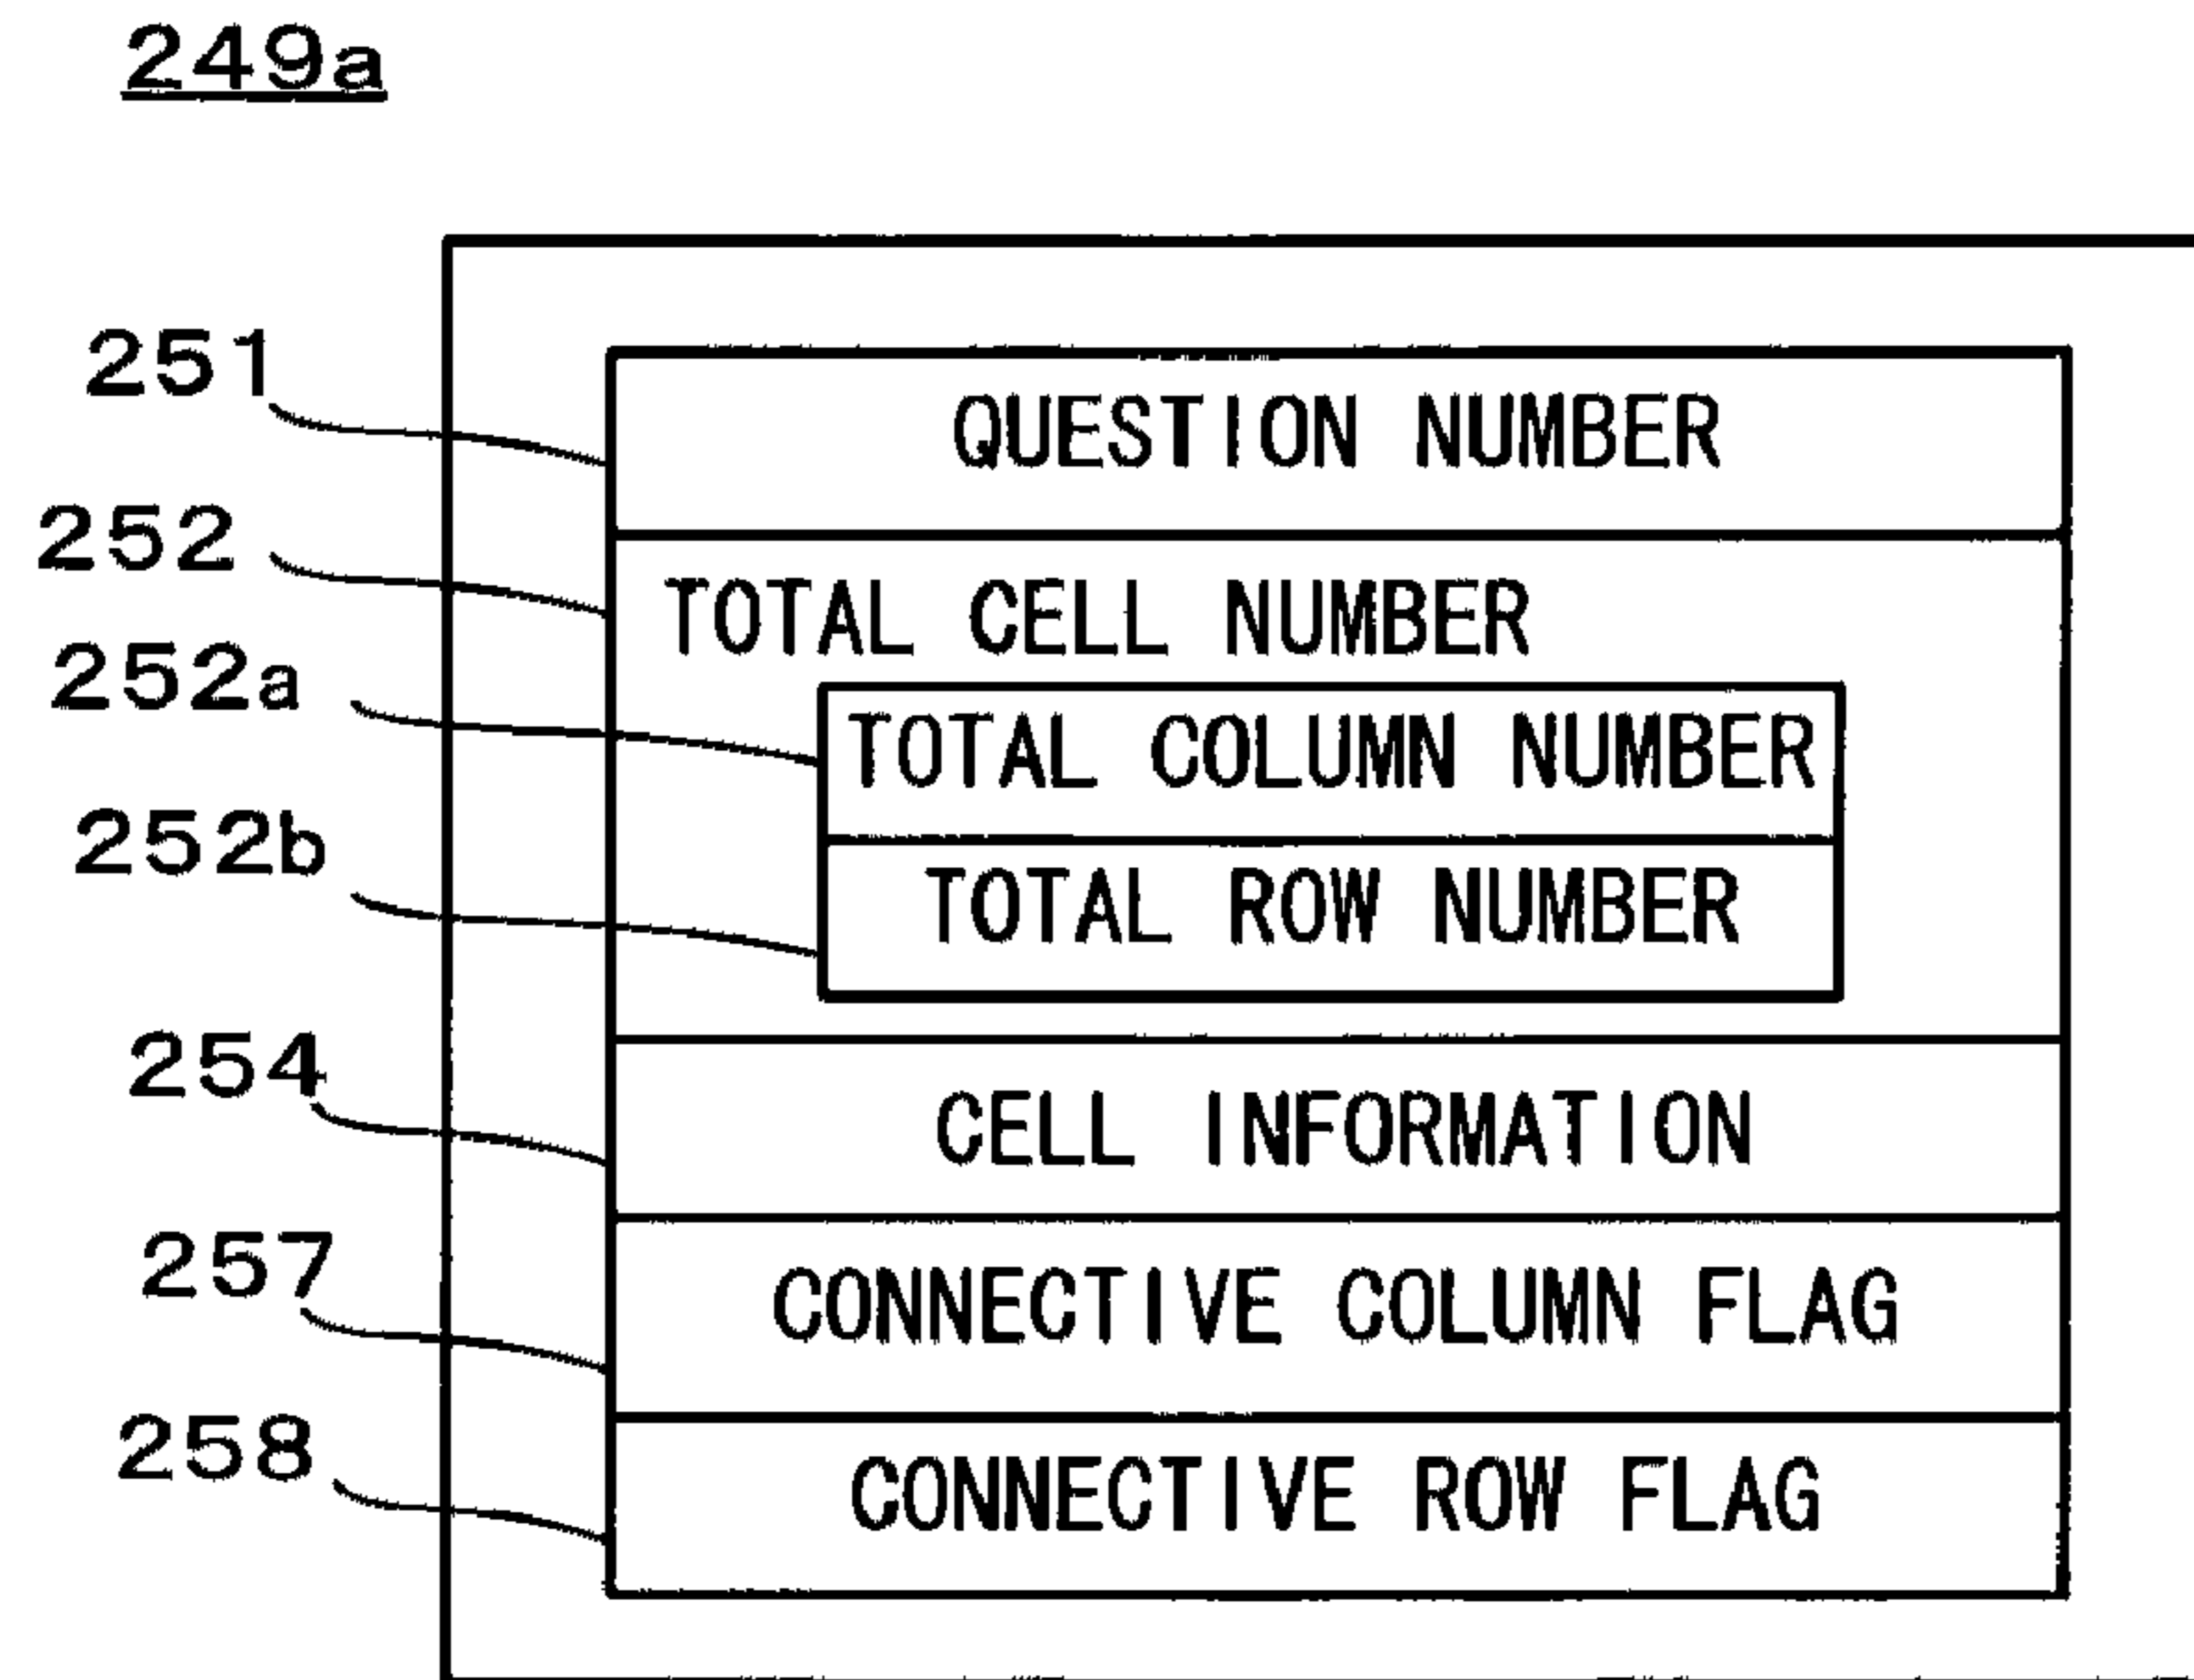 249a
251 QUESTION NUMBER
252 TOTAL CELL NUMBER
252a TOTAL COLUMN NUMBER
252b TOTAL ROW NUMBER
254 CELL INFORMATION
257 CONNECTIVE COLUMN FLAG
258 CONNECTIVE ROW FLAG